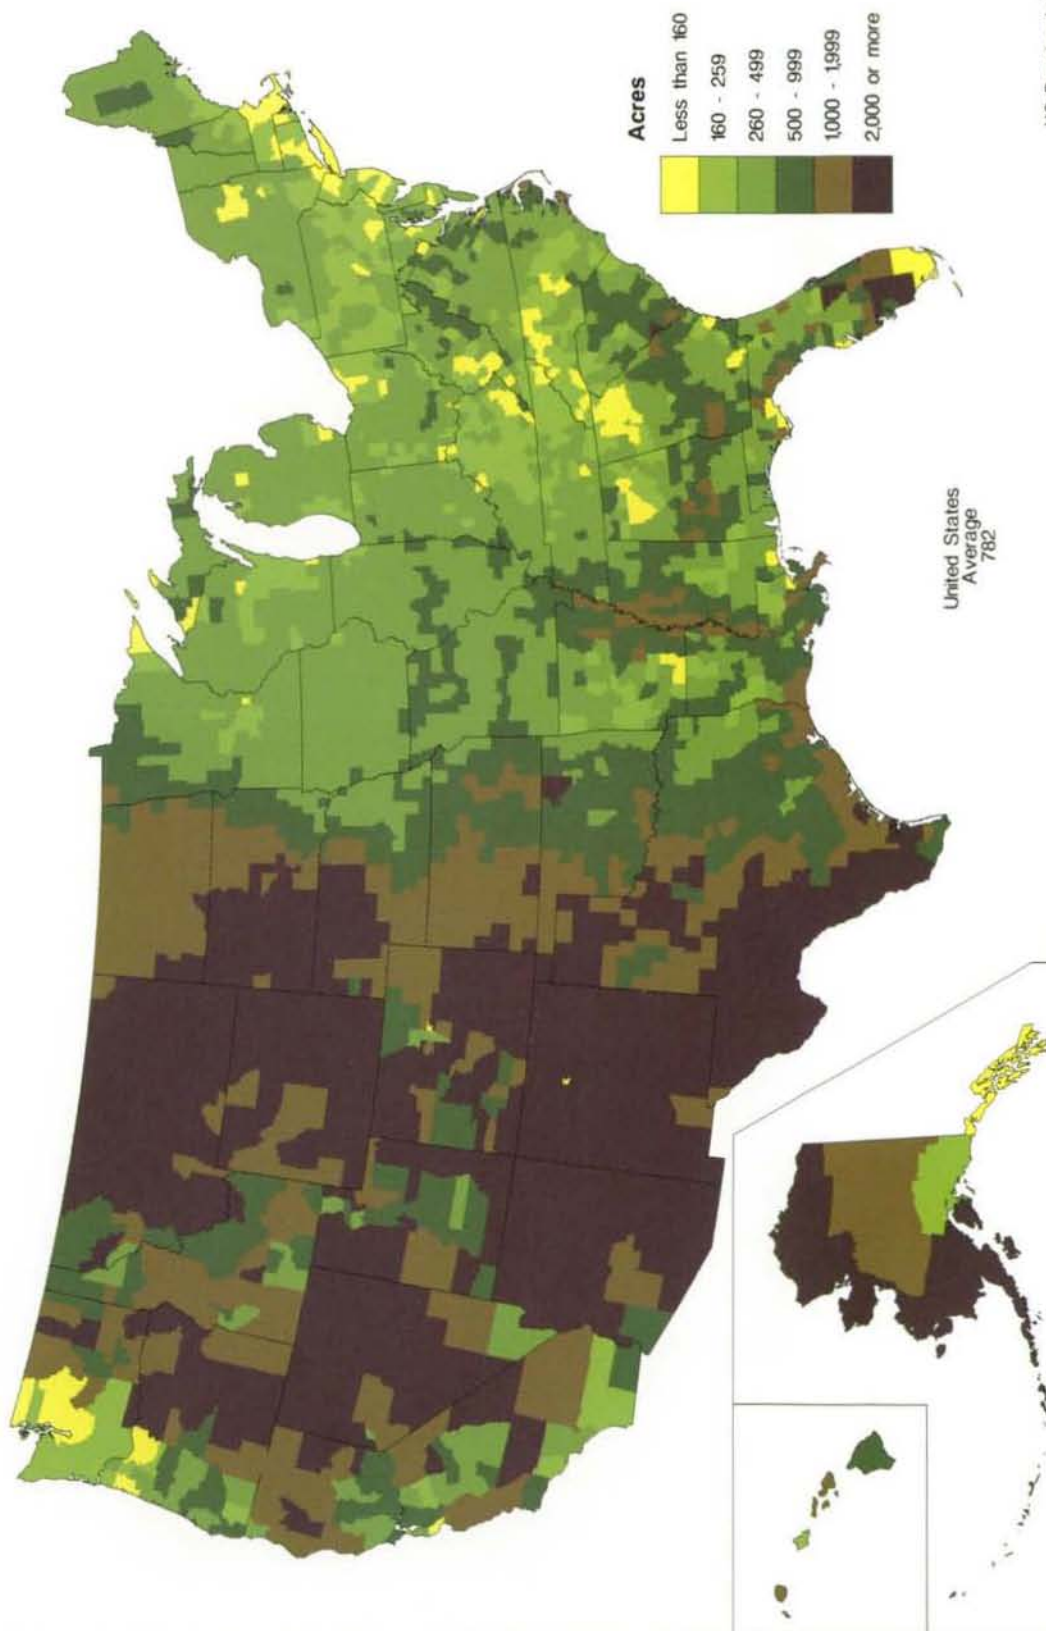 Acres
Less than 160
160 - 259
260 - 499
500 - 999
1,000 - 1,999
2,000 or more
United States
Average
782